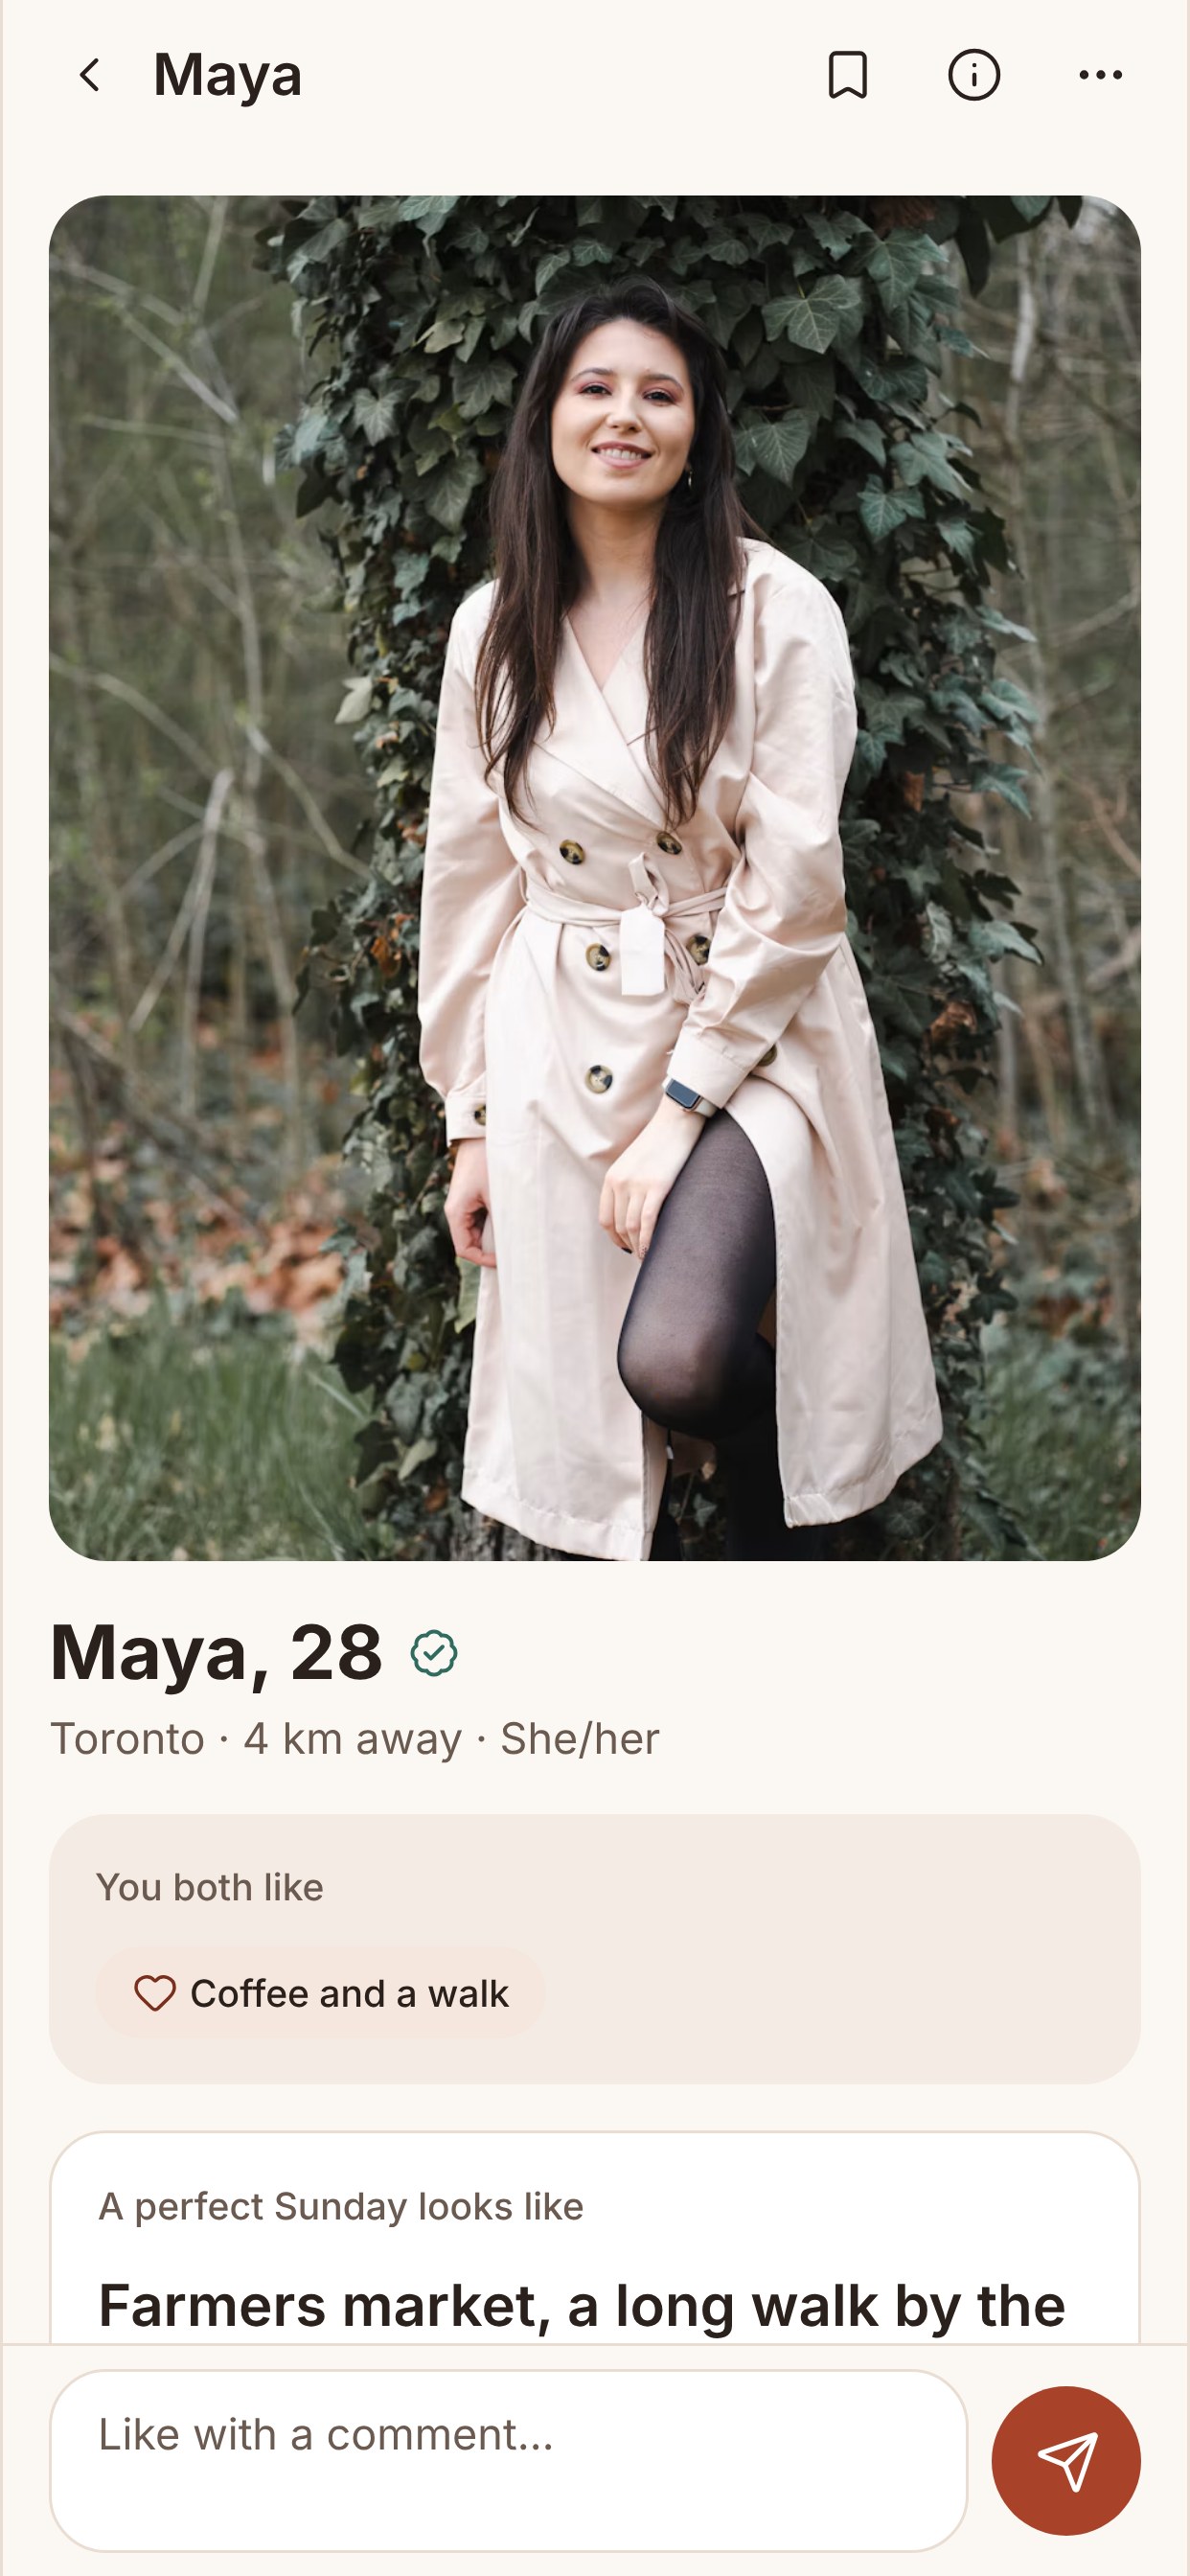 Maya
Maya, 28
Toronto · 4 km away · She/her
You both like
Coffee and a walk
A perfect Sunday looks like
Farmers market, a long walk by the
Like with a comment...